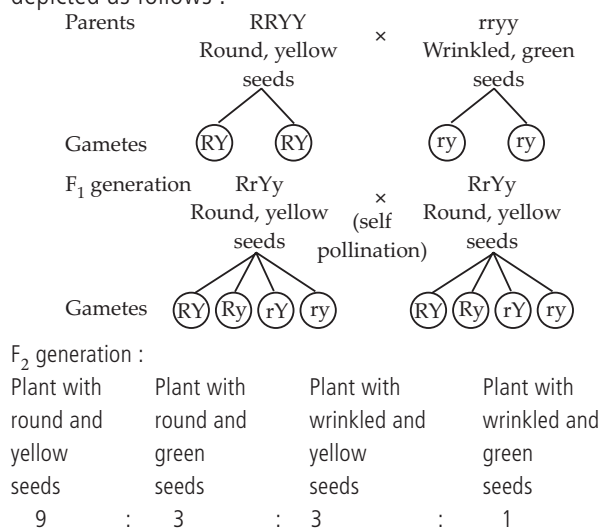 depicted as follows :
Parents RRYY × rryy
Round, yellow Wrinkled, green
seeds seeds
Gametes RY RY ry ry
F₁ generation RrYy × RrYy
Round, yellow (self Round, yellow
seeds pollination) seeds
Gametes RY Ry rY ry RY Ry rY ry
F₂ generation :
Plant with Plant with Plant with Plant with
round and round and wrinkled and wrinkled and
yellow green yellow green
seeds seeds seeds seeds
9 : 3 : 3 : 1